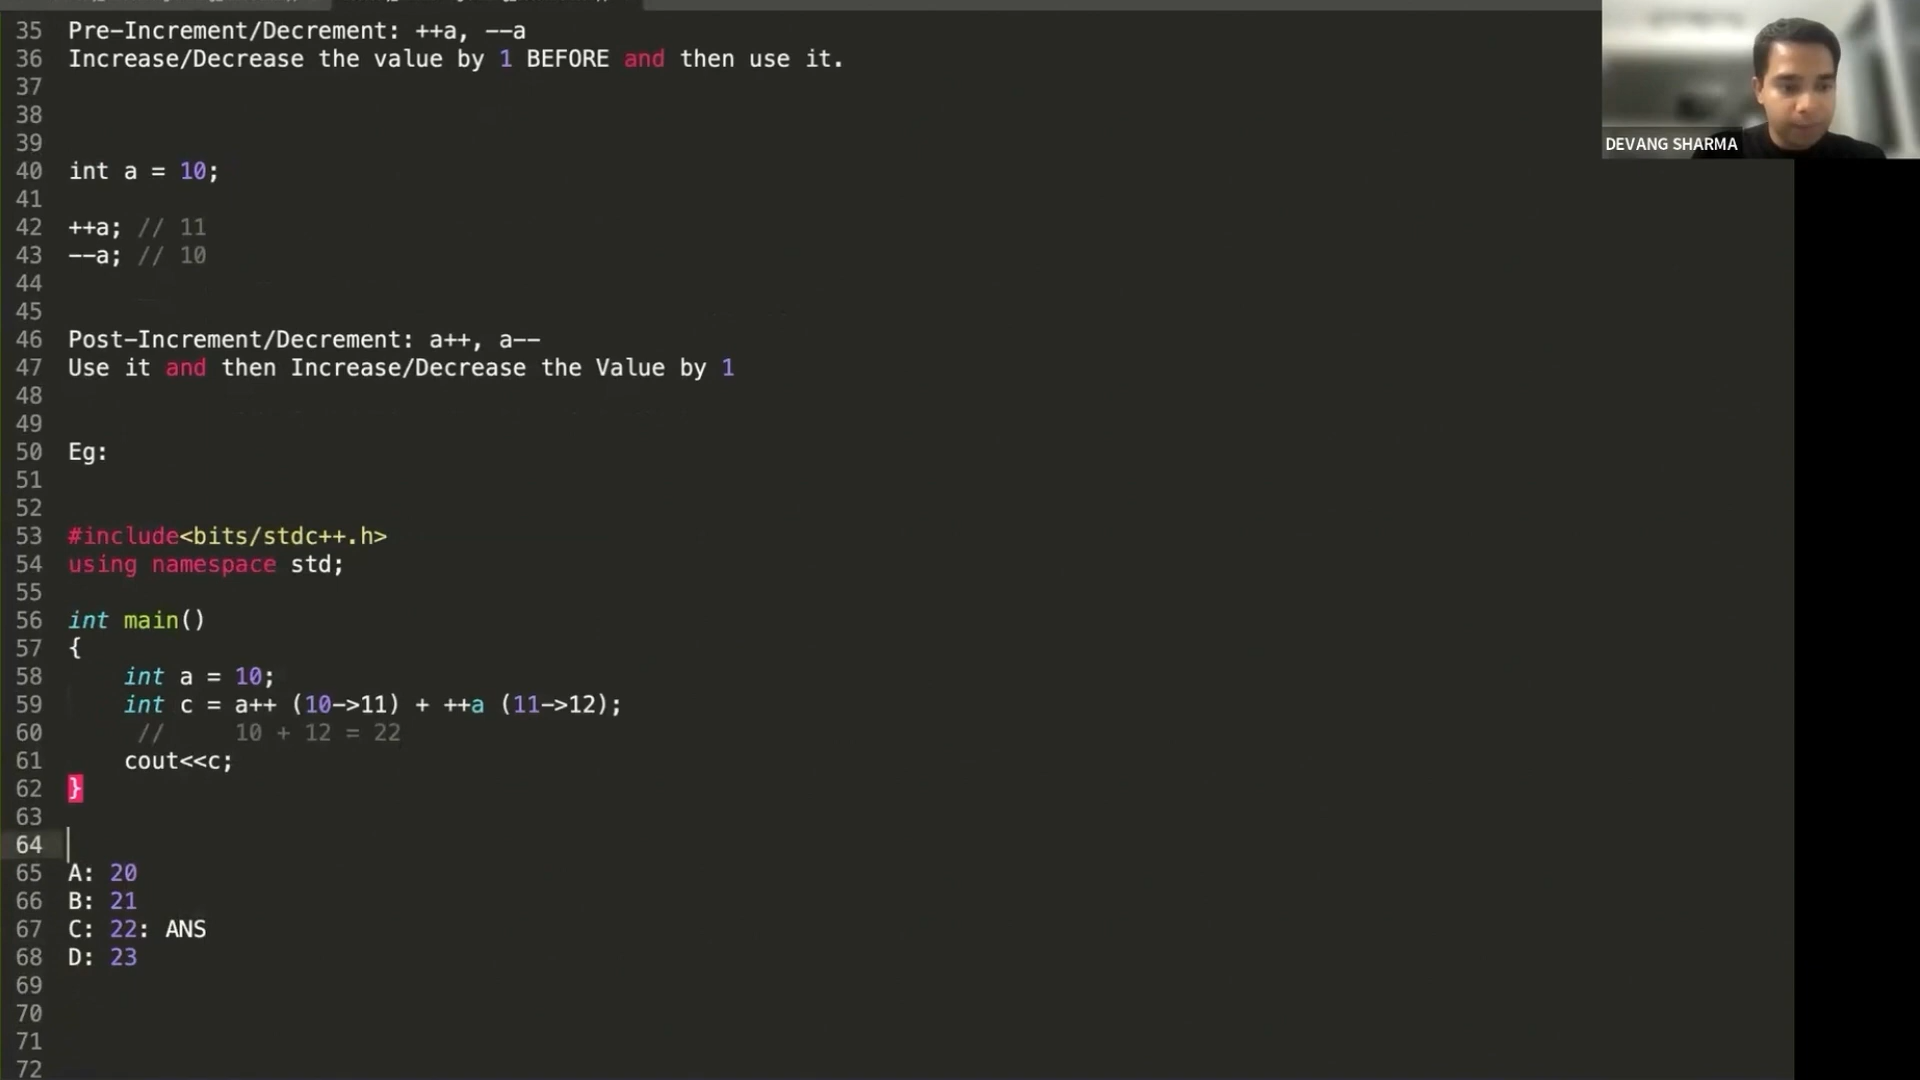 35 Pre-Increment/Decrement: ++a, --a
36 Increase/Decrease the value by 1 BEFORE and then use it.
DEVANG SHARMA
37
38
39
40 int a = 10;
41
42 ++a; // 11
43 --a; // 10
44
45
46 Post-Increment/Decrement: a++, a--
47 Use it and then Increase/Decrease the Value by 1
48
49
50 Eg:
51
52
53 #include<bits/stdc++.h>
54 using namespace std;
55
56 int main()
57 {
58 int a = 10;
59 int c = a++ (10->11) + ++a (11->12);
60 // 10 + 12 = 22
61 cout<<c;
62 }
63
64
65 A: 20
66 B: 21
67 C: 22: ANS
68 D: 23
69
70
71
72